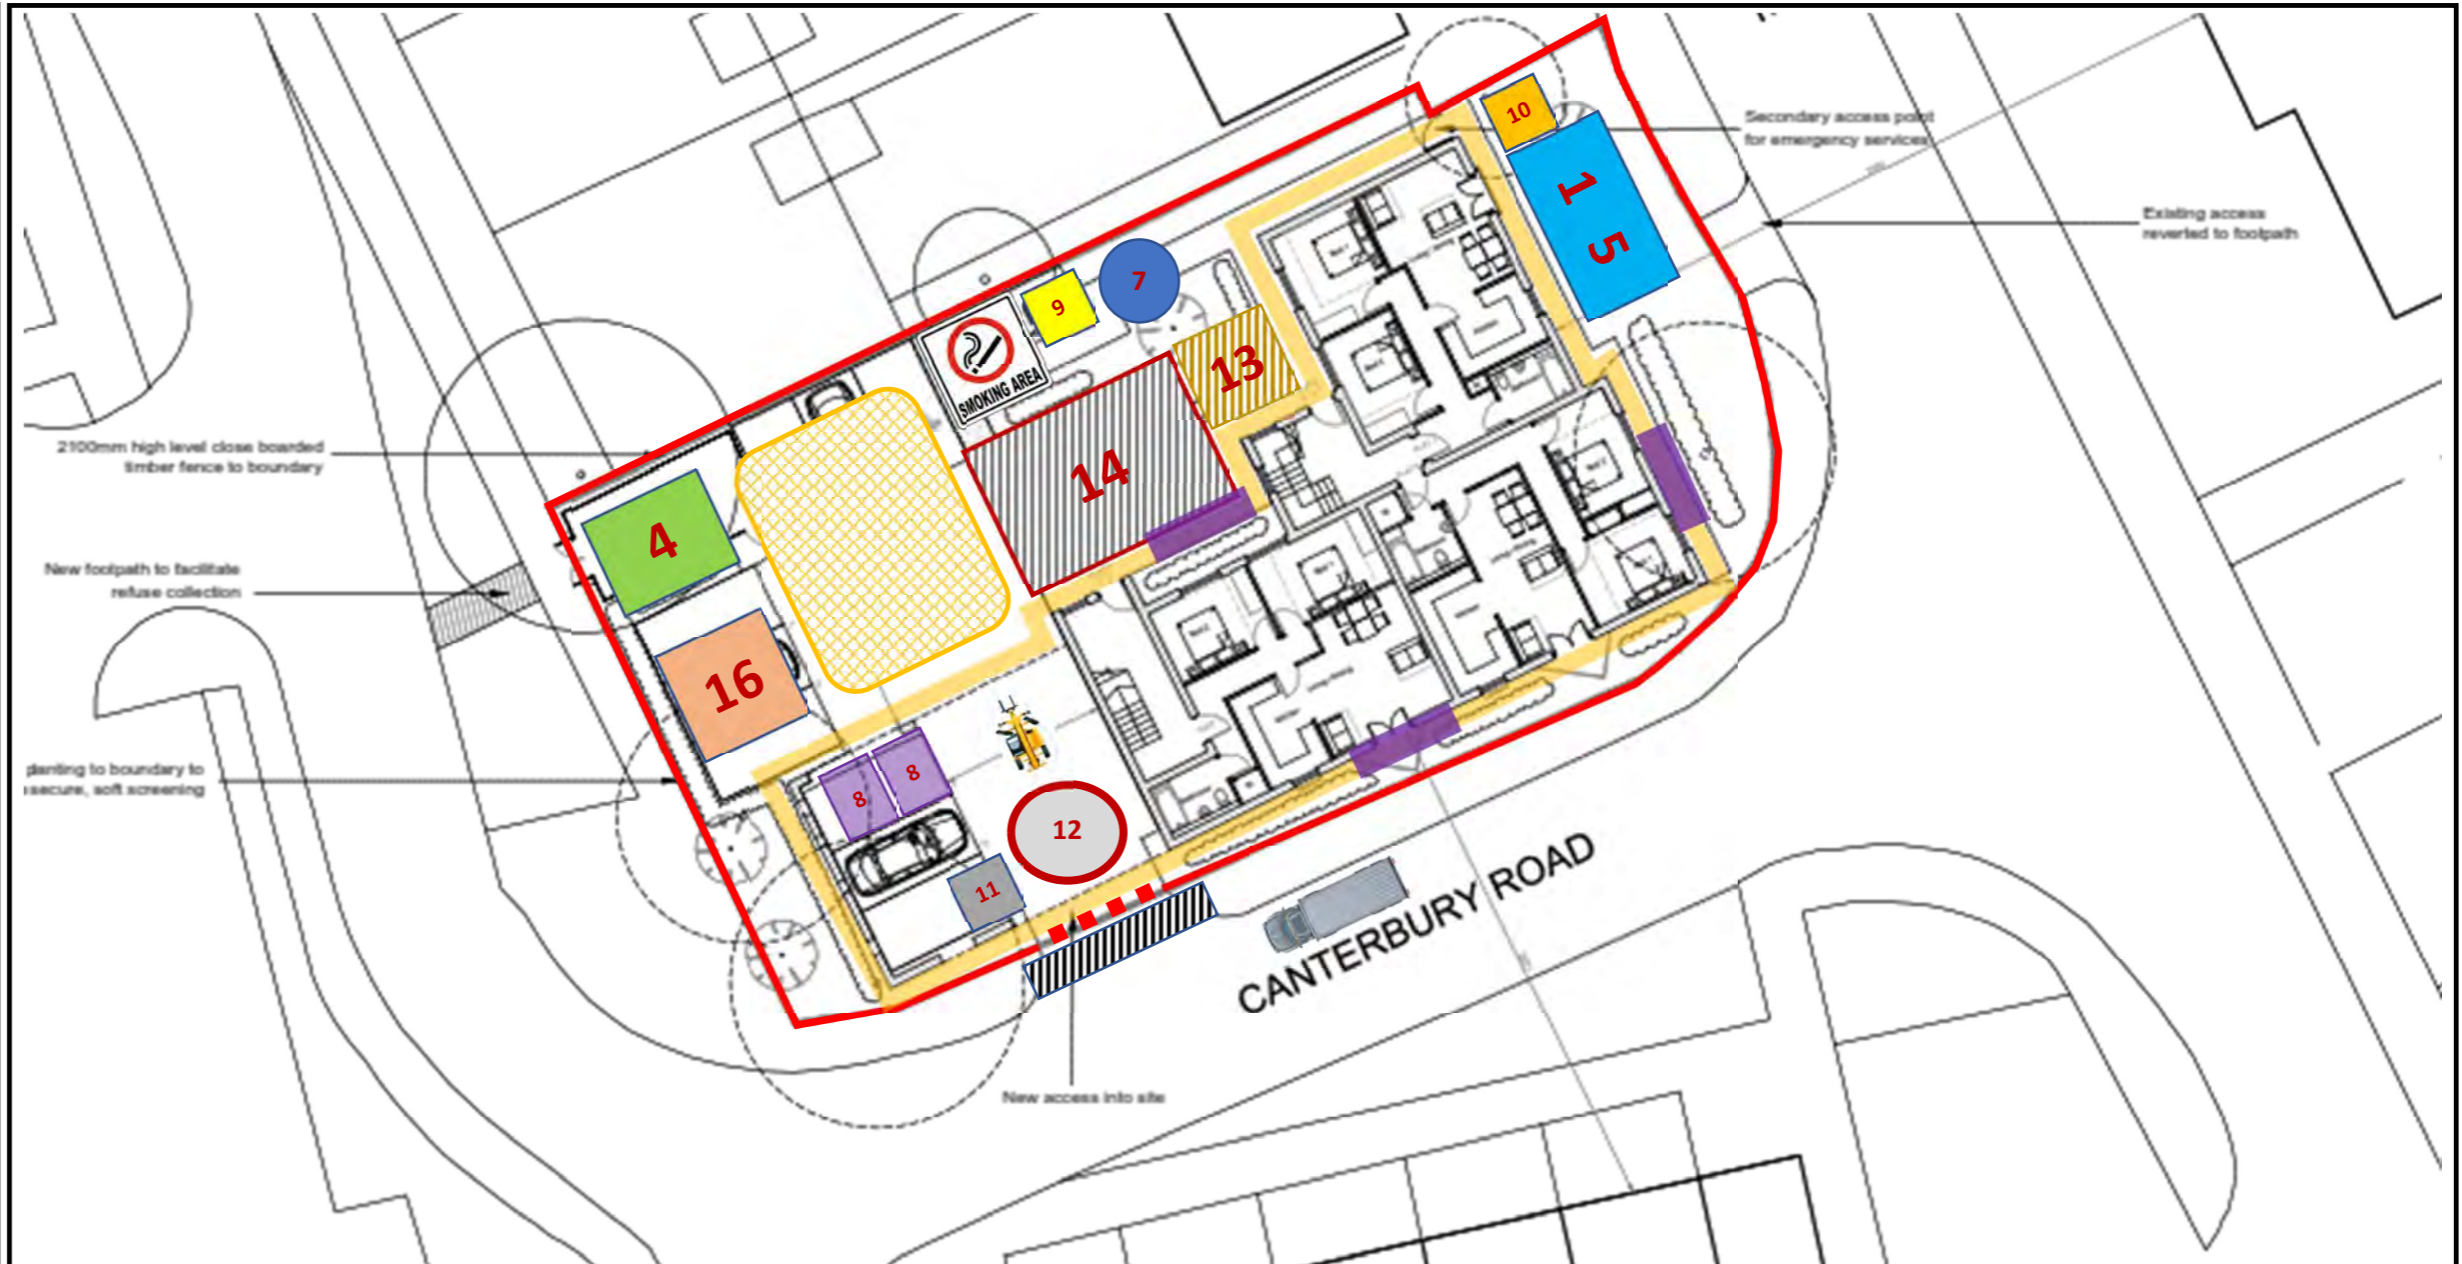 10
Secondary access point
for emergency services
1 5
Existing access
reverted to footpath
7
9
SMOKING AREA
13
2100mm high level close boarded
timber fence to boundary
14
4
New footpath to facilitate
refuse collection
16
planting to boundary to
secure, soft screening
8
8
12
11
CANTERBURY ROAD
New access into site